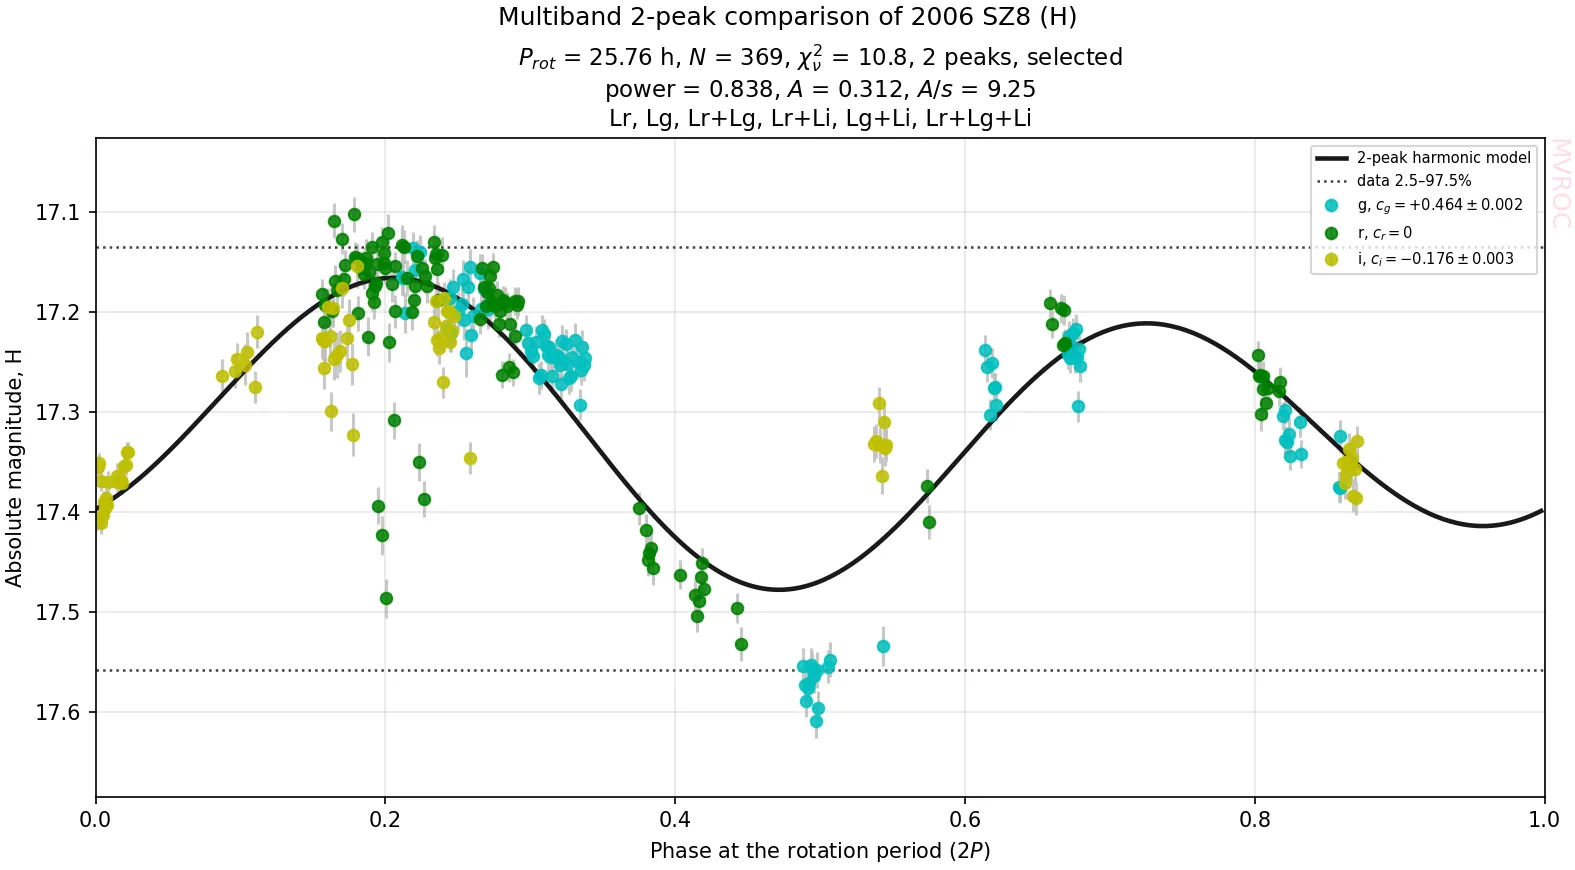 Multiband 2-peak comparison of 2006 SZ8 (H)
P_rot = 25.76 h, N = 369, χ²_ν = 10.8, 2 peaks, selected
power = 0.838, A = 0.312, A/s = 9.25
Lr, Lg, Lr+Lg, Lr+Li, Lg+Li, Lr+Lg+Li
2-peak harmonic model
data 2.5–97.5%
g, c_g = +0.464 ± 0.002
r, c_r = 0
i, c_i = −0.176 ± 0.003
MVROC
Absolute magnitude, H
17.1
17.2
17.3
17.4
17.5
17.6
0.0 0.2 0.4 0.6 0.8 1.0
Phase at the rotation period (2P)